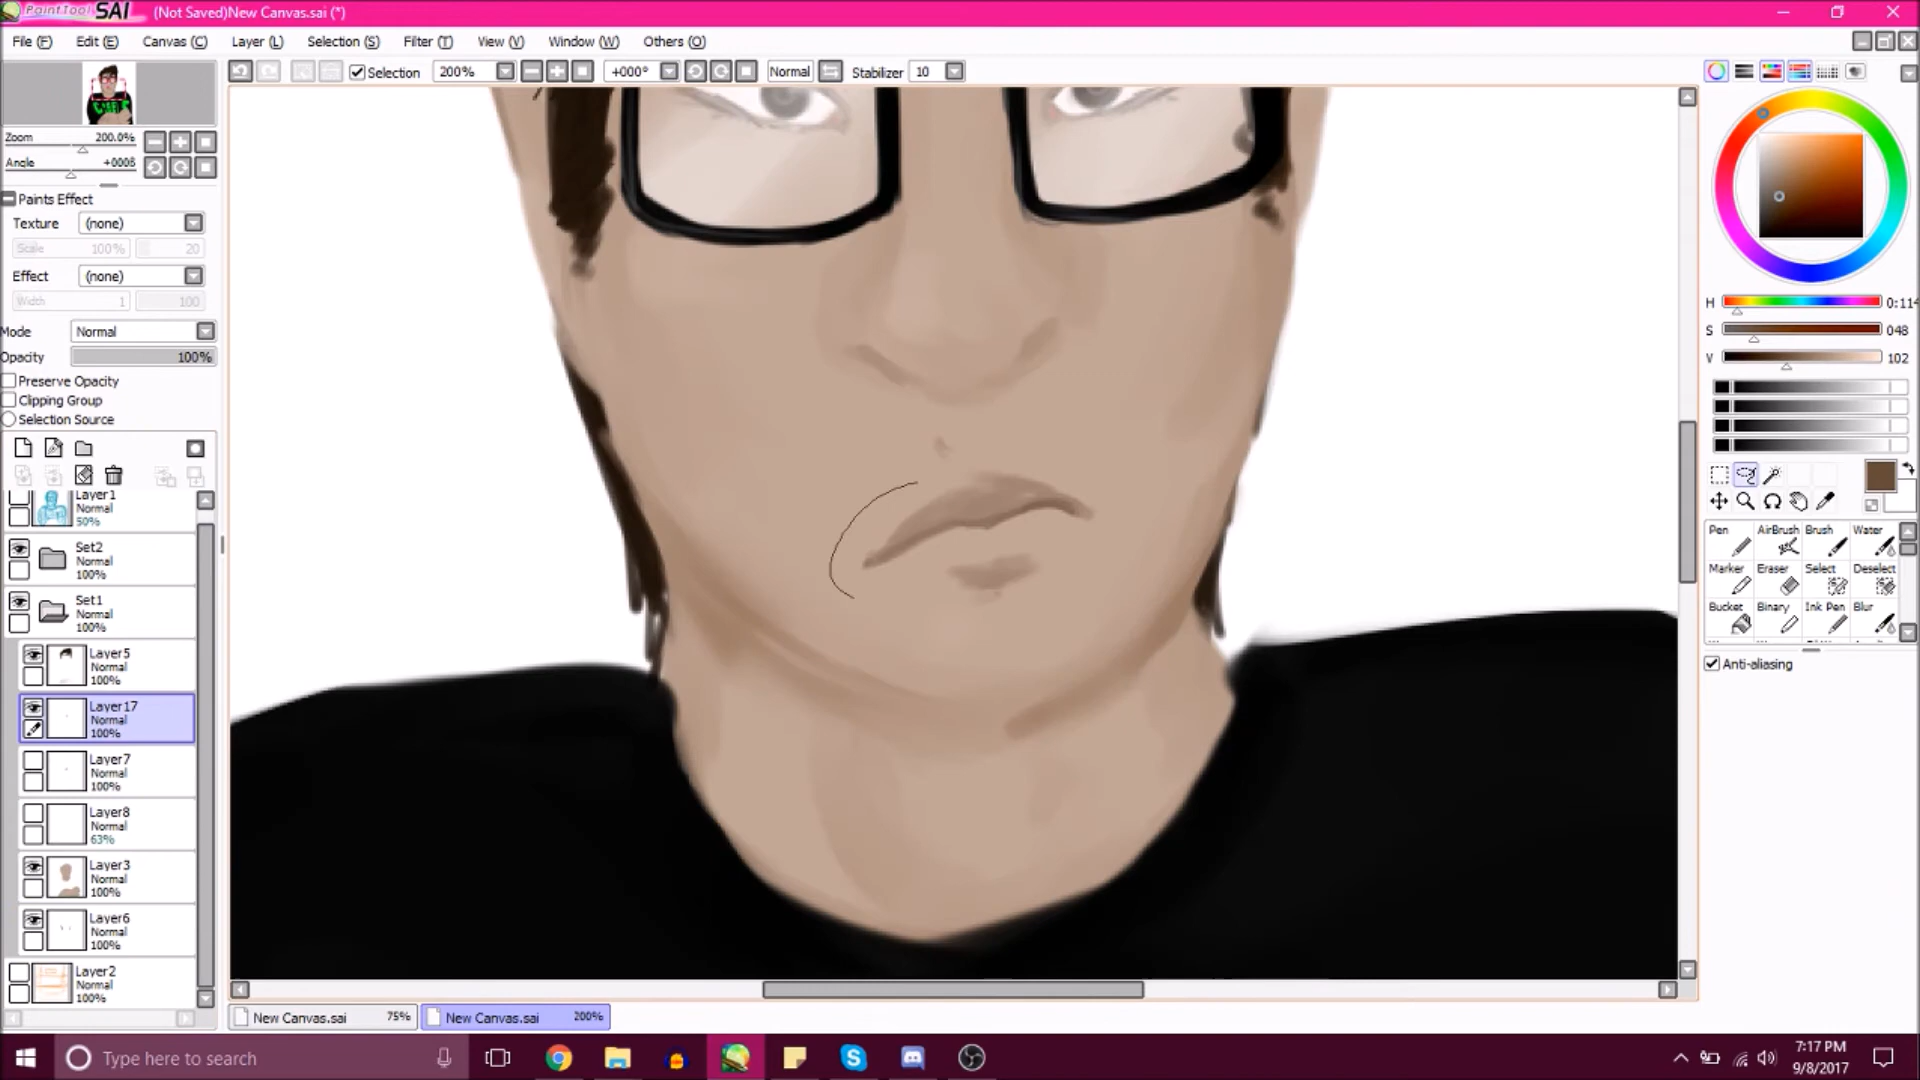 PaintTool SAI (Not Saved)New Canvas.sai (*)
File (F) Edit (E) Canvas (C) Layer (L) Selection (S) Filter (T) View (V) Window (W) Others (O)
Selection 200% +000° Normal Stabilizer 10
Zoom 200.0%
Angle
Paints Effect
Texture (none)
Scale 100% 20
Effect (none)
Width 1 100
Mode Normal
Opacity 100%
Preserve Opacity
Clipping Group
Selection Source
Layer1
Normal
50%
Set2
Normal
100%
Set1
Normal
100%
Layer5
Normal
100%
Layer17
Normal
100%
Layer7
Normal
100%
Layer8
Normal
63%
Layer3
Normal
100%
Layer6
Normal
100%
Layer2
Normal
100%
H 0:114
S 048
V 102
Pen AirBrush Brush Water
Marker Eraser Select Deselect
Bucket Binary Ink Pen Blur
Anti-aliasing
New Canvas.sai 75% New Canvas.sai 200%
Type here to search
7:17 PM
9/8/2017